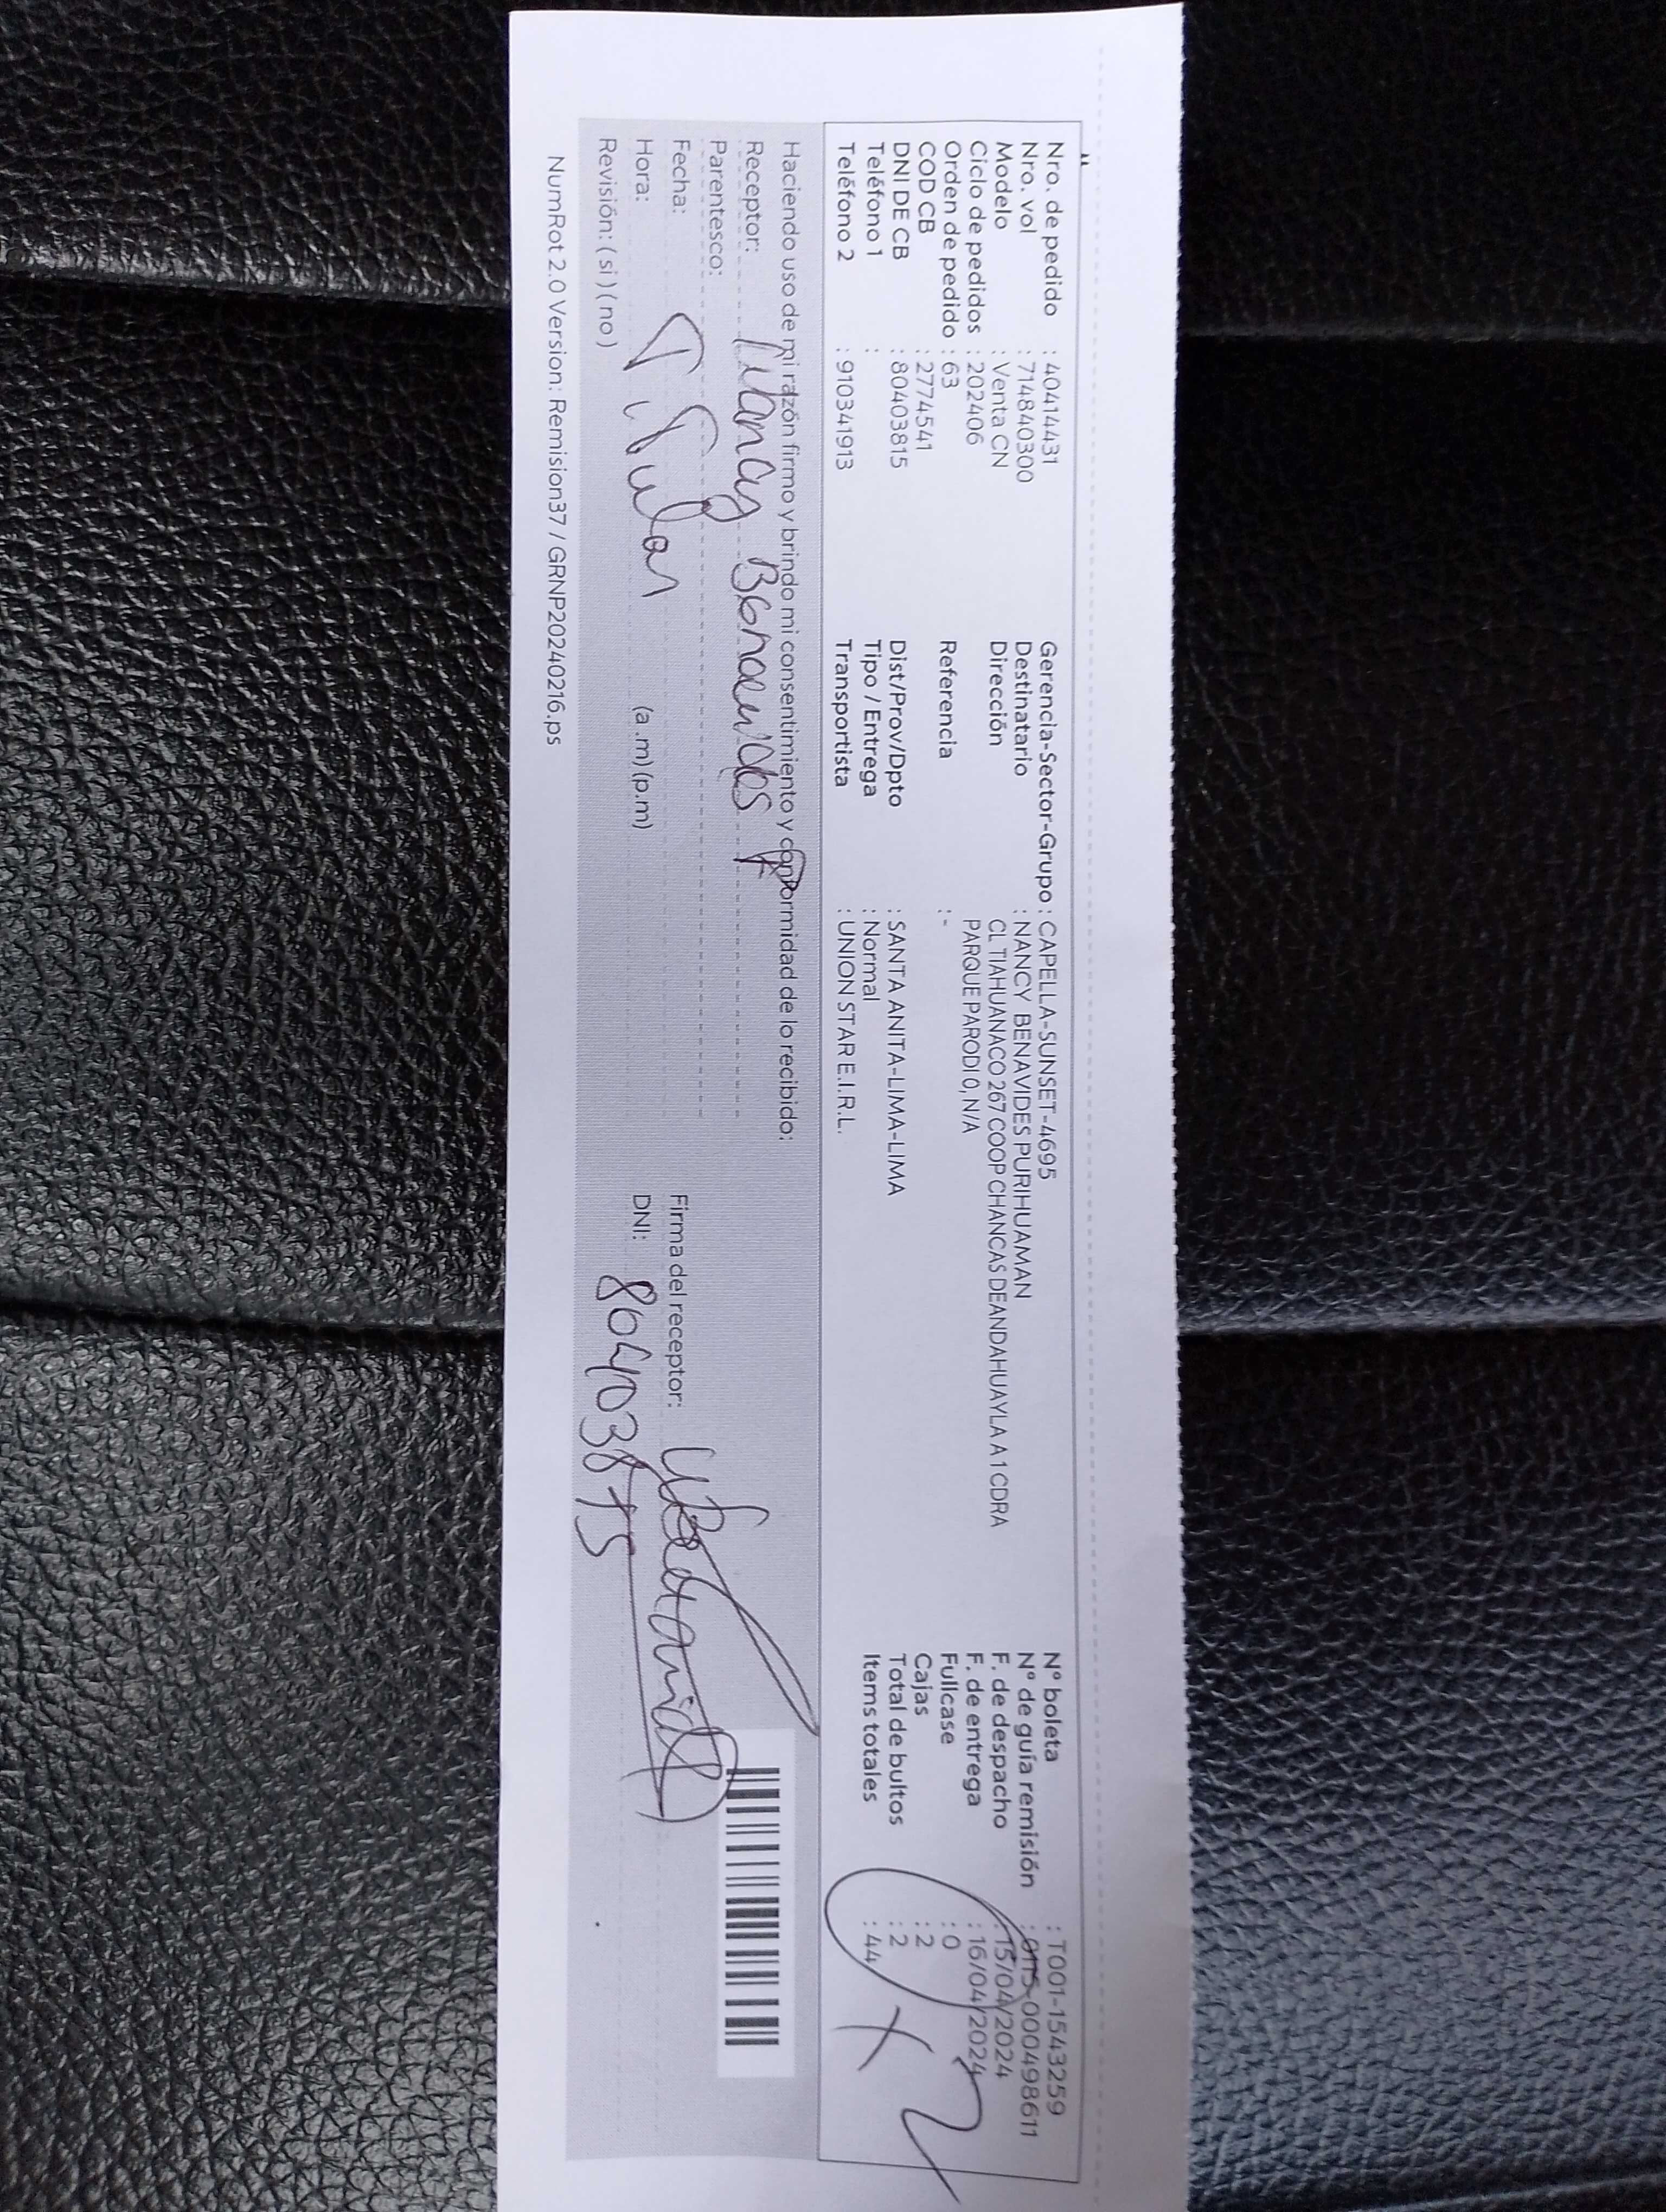 Nro. de pedido : 40414431
Nro. vol : 714840300
Modelo : Venta CN
Ciclo de pedidos : 202406
Orden de pedido : 63
COD CB : 2774541
DNI DE CB : 80403815
Teléfono 1 :
Teléfono 2 : 910341913
Gerencia-Sector-Grupo : CAPELLA-SUNSET-4695
Destinatario : NANCY BENAVIDES PURIHUAMAN
Dirección CL TIAHUANACO 267 COOP CHANCAS DEANDAHUAYLA A 1 CDRA
PARQUE PARODI 0, N/A
Referencia : -
Dist/Prov/Dpto : SANTA ANITA-LIMA-LIMA
Tipo / Entrega : Normal
Transportista : UNION STAR E.I.R.L.
N° boleta : T001-1543259
N° de guía remisión : 0115-000498611
F. de despacho : 15/04/2024
F. de entrega : 16/04/2024
Fullcase : 0
Cajas : 2
Total de bultos : 2
Items totales : 44
Haciendo uso de mi razón firmo y brindo mi consentimiento y conformidad de lo recibido:
Receptor: Nancy Benavides
Parentesco:
Fecha:
Hora: (a .m) (p.m)
Revisión: ( si ) ( no )
Firma del receptor:
DNI: 80403815
NumRot 2.0 Version: Remision37 / GRNP20240216.ps